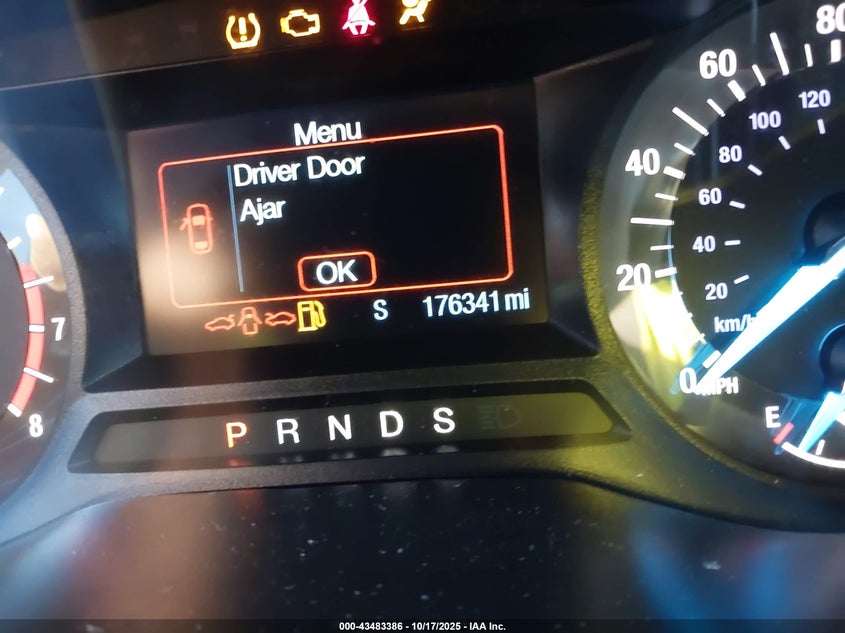 Menu
Driver Door
Ajar
OK
S 176341 mi
P R N D S
7
8
80
60
40
20
0 MPH
120
100
80
60
40
20
km/h
E
000-43483386 - 10/17/2025 - IAA Inc.